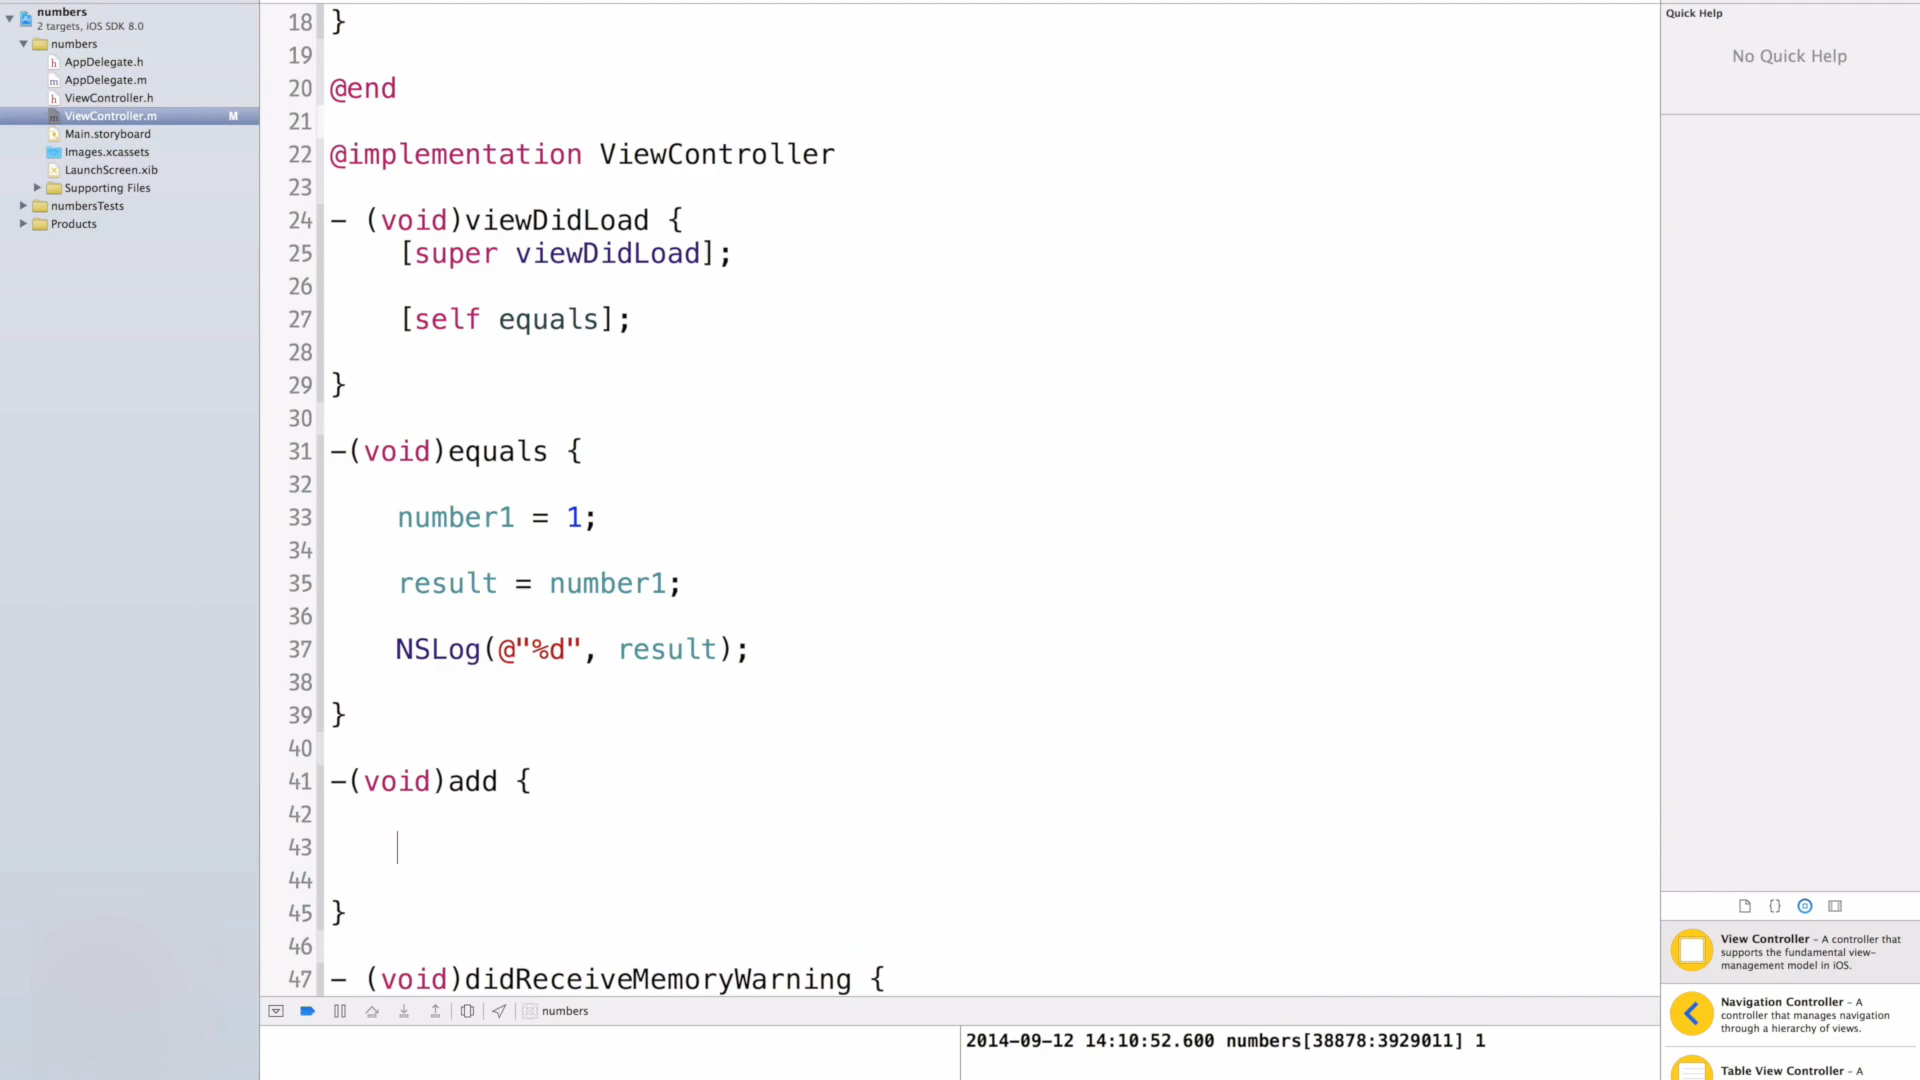 numbers
2 targets, iOS SDK 8.0
numbers
AppDelegate.h
AppDelegate.m
ViewController.h
ViewController.m M
Main.storyboard
Images.xcassets
LaunchScreen.xib
Supporting Files
numbersTests
Products
18 }
19
20 @end
21
22 @implementation ViewController
23
24 - (void)viewDidLoad {
25 [super viewDidLoad];
26
27 [self equals];
28
29 }
30
31 -(void)equals {
32
33 number1 = 1;
34
35 result = number1;
36
37 NSLog(@"%d", result);
38
39 }
40
41 -(void)add {
42
43
44
45 }
46
47 - (void)didReceiveMemoryWarning {
numbers
2014-09-12 14:10:52.600 numbers[38878:3929011] 1
Quick Help
No Quick Help
View Controller - A controller that
supports the fundamental view-
management model in iOS.
Navigation Controller - A
controller that manages navigation
through a hierarchy of views.
Table View Controller - A